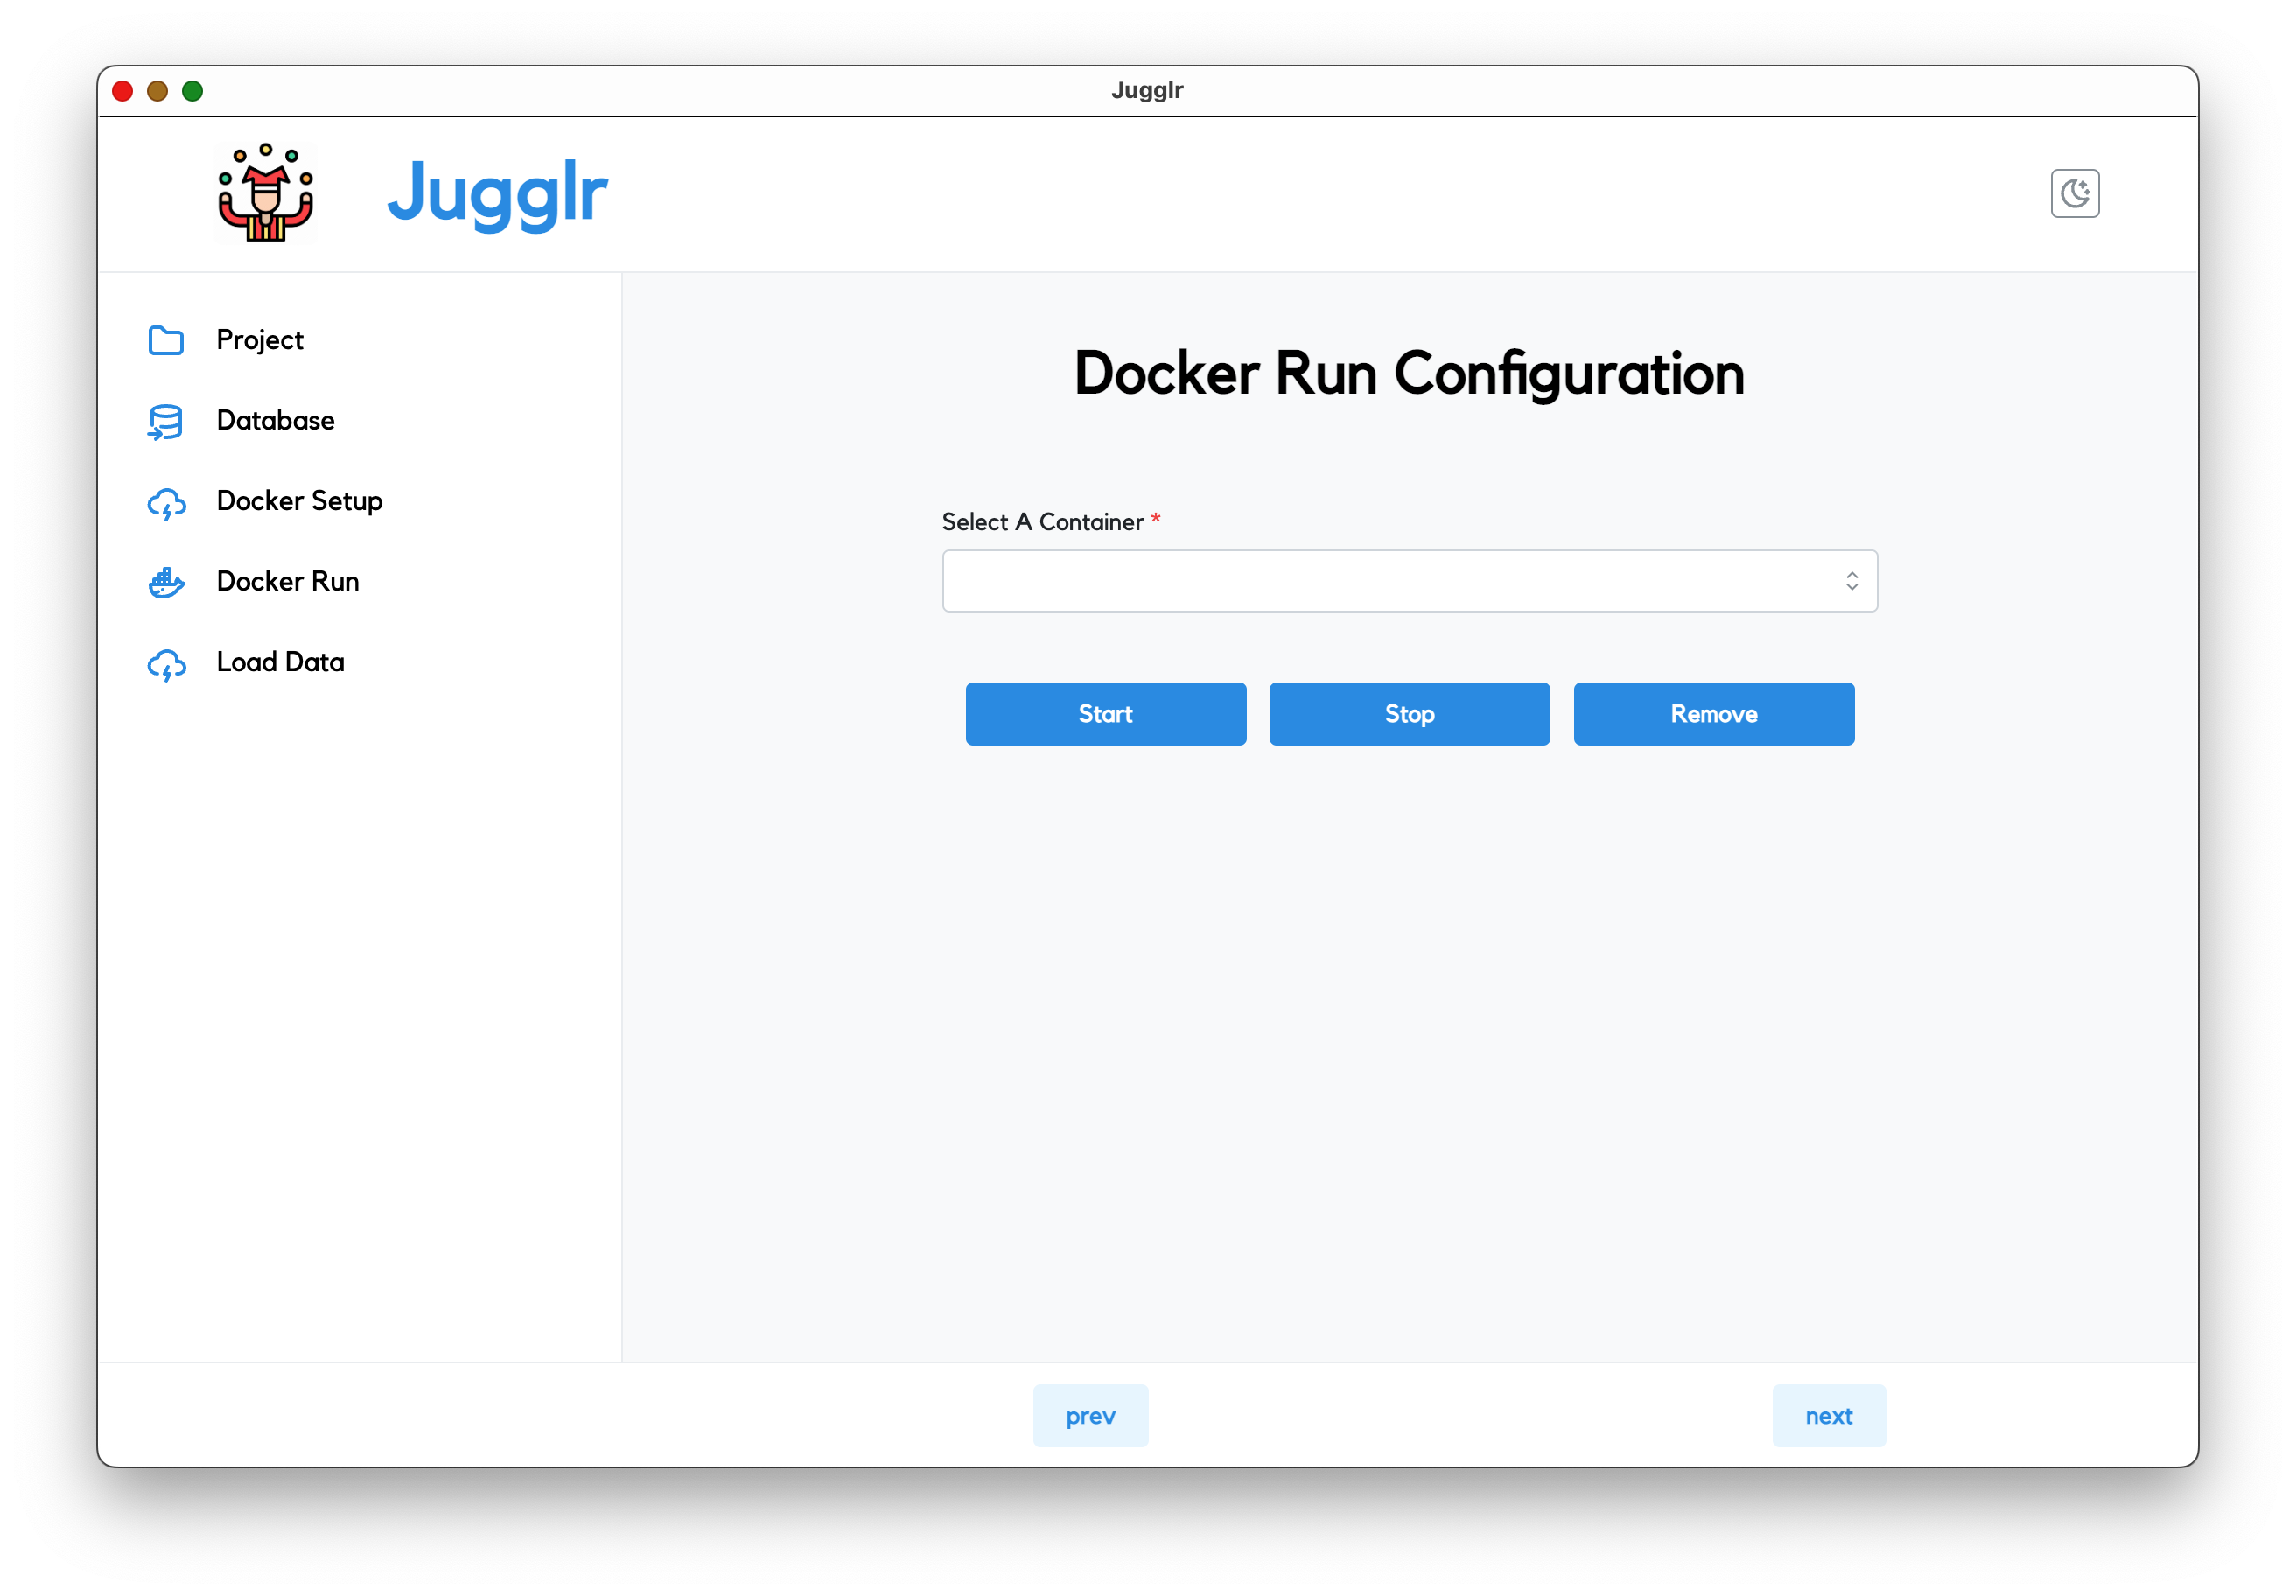 Jugglr
Jugglr
Project
Database
Docker Setup
Docker Run
Load Data
Docker Run Configuration
Select A Container *
Start
Stop
Remove
prev
next